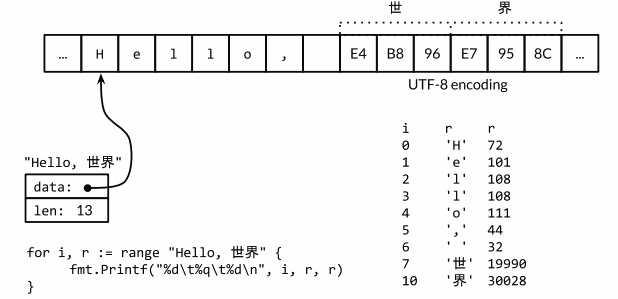 世 界
... H e l l o , E4 B8 96 E7 95 8C ...
UTF-8 encoding
"Hello, 世界"
data:
len: 13
for i, r := range "Hello, 世界" {
fmt.Printf("%d\t%q\t%d\n", i, r, r)
}
i r r
0 'H' 72
1 'e' 101
2 'l' 108
3 'l' 108
4 'o' 111
5 ',' 44
6 ' ' 32
7 '世' 19990
10 '界' 30028